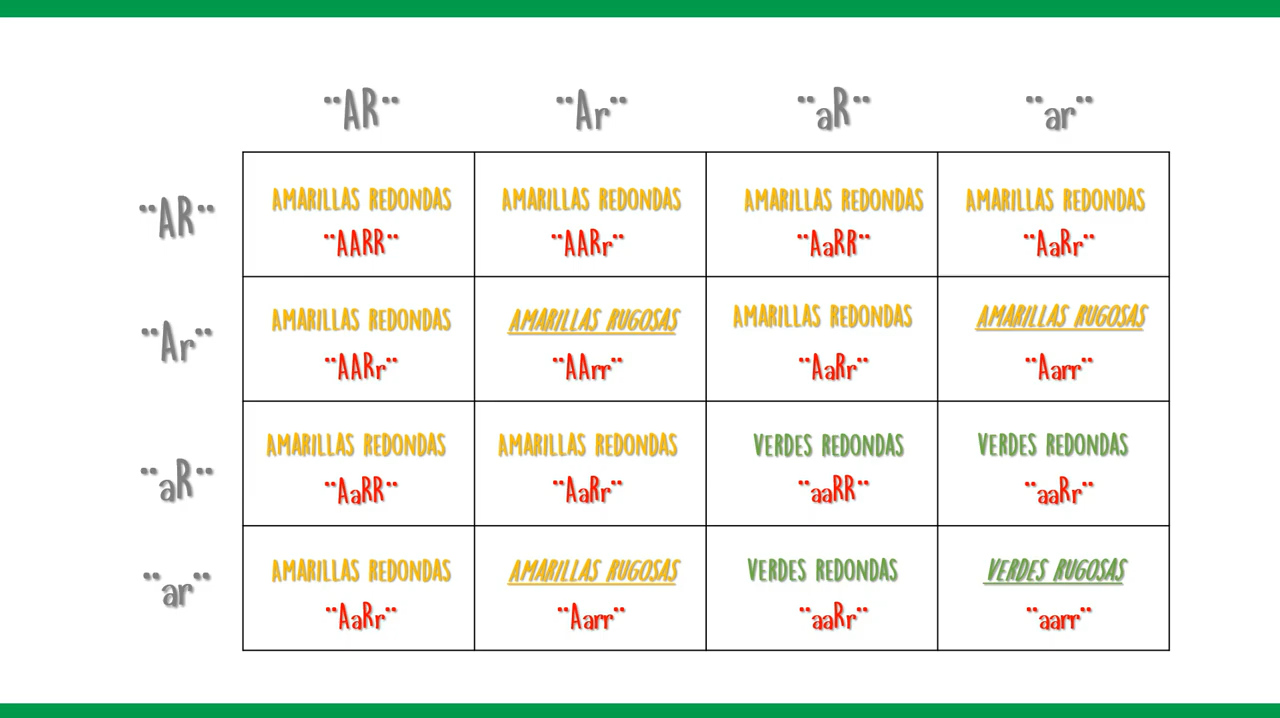 ¨AR¨ ¨Ar¨ ¨aR¨ ¨ar¨
¨AR¨
AMARILLAS REDONDAS AMARILLAS REDONDAS AMARILLAS REDONDAS AMARILLAS REDONDAS
¨AARR¨ ¨AARr¨ ¨AaRR¨ ¨AaRr¨
¨Ar¨
AMARILLAS REDONDAS AMARILLAS RUGOSAS AMARILLAS REDONDAS AMARILLAS RUGOSAS
¨AARr¨ ¨AArr¨ ¨AaRr¨ ¨Aarr¨
¨aR¨
AMARILLAS REDONDAS AMARILLAS REDONDAS VERDES REDONDAS VERDES REDONDAS
¨AaRR¨ ¨AaRr¨ ¨aaRR¨ ¨aaRr¨
¨ar¨
AMARILLAS REDONDAS AMARILLAS RUGOSAS VERDES REDONDAS VERDES RUGOSAS
¨AaRr¨ ¨Aarr¨ ¨aaRr¨ ¨aarr¨